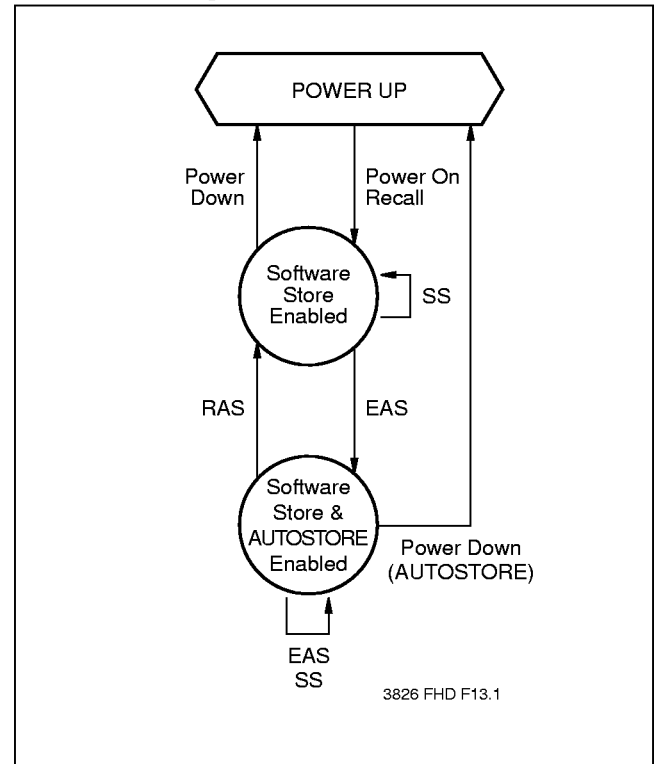 POWER UP
Power
Down
Power On
Recall
Software
Store
Enabled
SS
RAS
EAS
Software
Store &
AUTOSTORE
Enabled
Power Down
(AUTOSTORE)
EAS
SS
3826 FHD F13.1